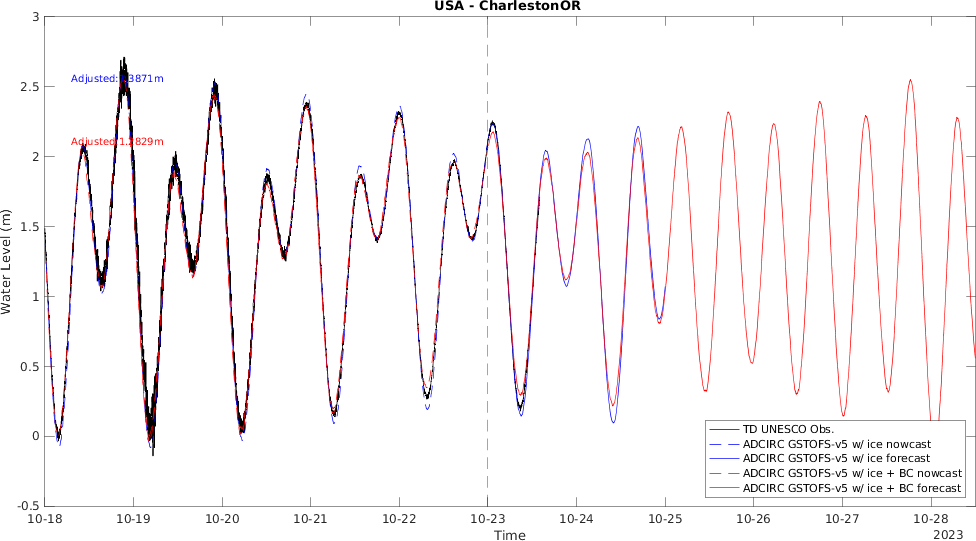 USA - CharlestonOR
3
2.5
2
1.5
1
0.5
0
-0.5
Water Level (m)
Adjusted: 3871m
Adjusted:1. 829m
TD UNESCO Obs.
ADCIRC GSTOFS-v5 w/ ice nowcast
ADCIRC GSTOFS-v5 w/ ice forecast
ADCIRC GSTOFS-v5 w/ ice + BC nowcast
ADCIRC GSTOFS-v5 w/ ice + BC forecast
10-18 10-19 10-20 10-21 10-22 10-23 10-24 10-25 10-26 10-27 10-28
Time
2023